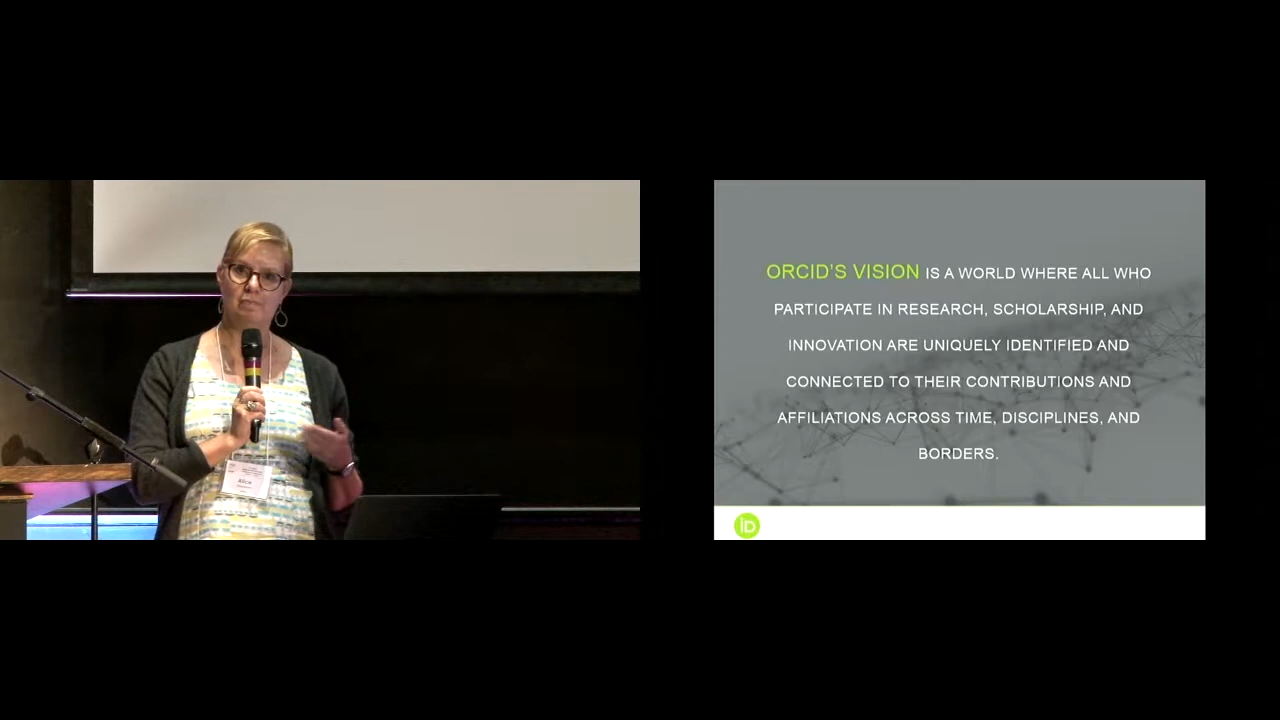 ORCID'S VISION IS A WORLD WHERE ALL WHO
PARTICIPATE IN RESEARCH, SCHOLARSHIP, AND
INNOVATION ARE UNIQUELY IDENTIFIED AND
CONNECTED TO THEIR CONTRIBUTIONS AND
AFFILIATIONS ACROSS TIME, DISCIPLINES, AND
BORDERS.
iD
Alice